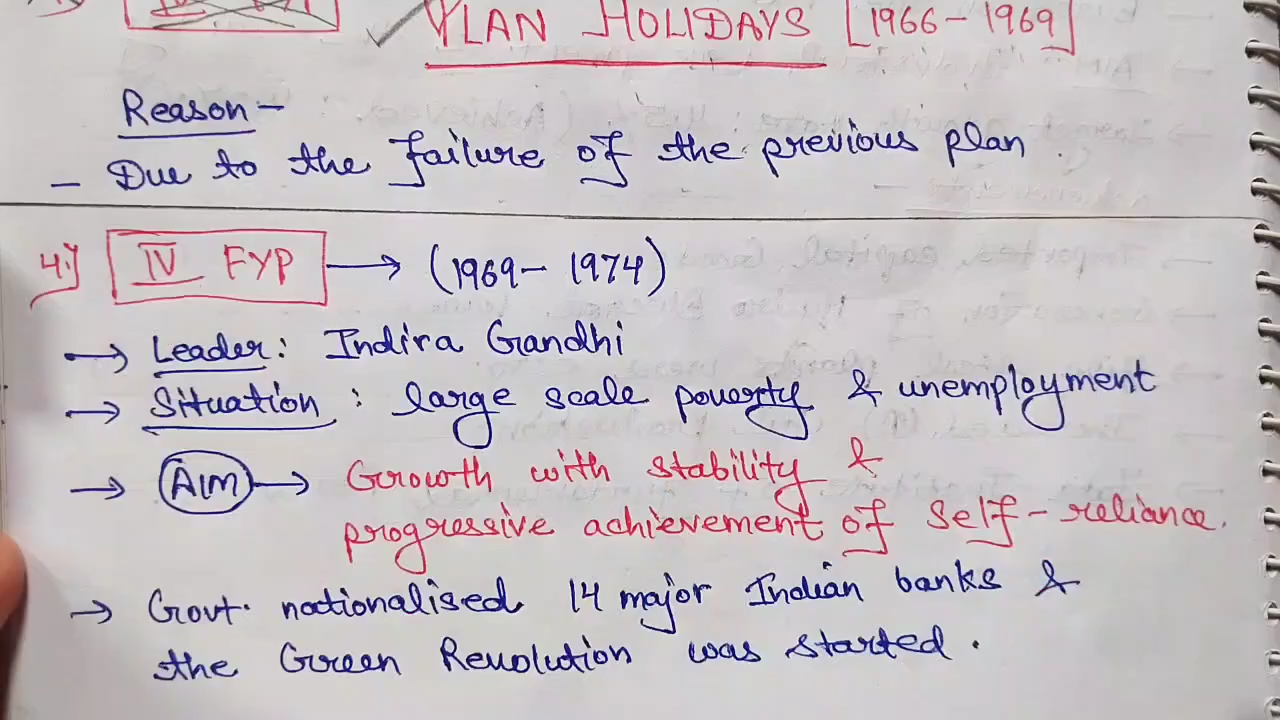 PLAN HOLIDAYS [1966-1969]
Reason -
- Due to the failure of the previous plan.
4.) IV FYP → (1969- 1974)
→ Leader: Indira Gandhi
→ Situation: large scale poverty & unemployment
→ AIM → Growth with stability &
progressive achievement of self-reliance.
→ Govt. nationalised 14 major Indian banks &
the Green Revolution was started.